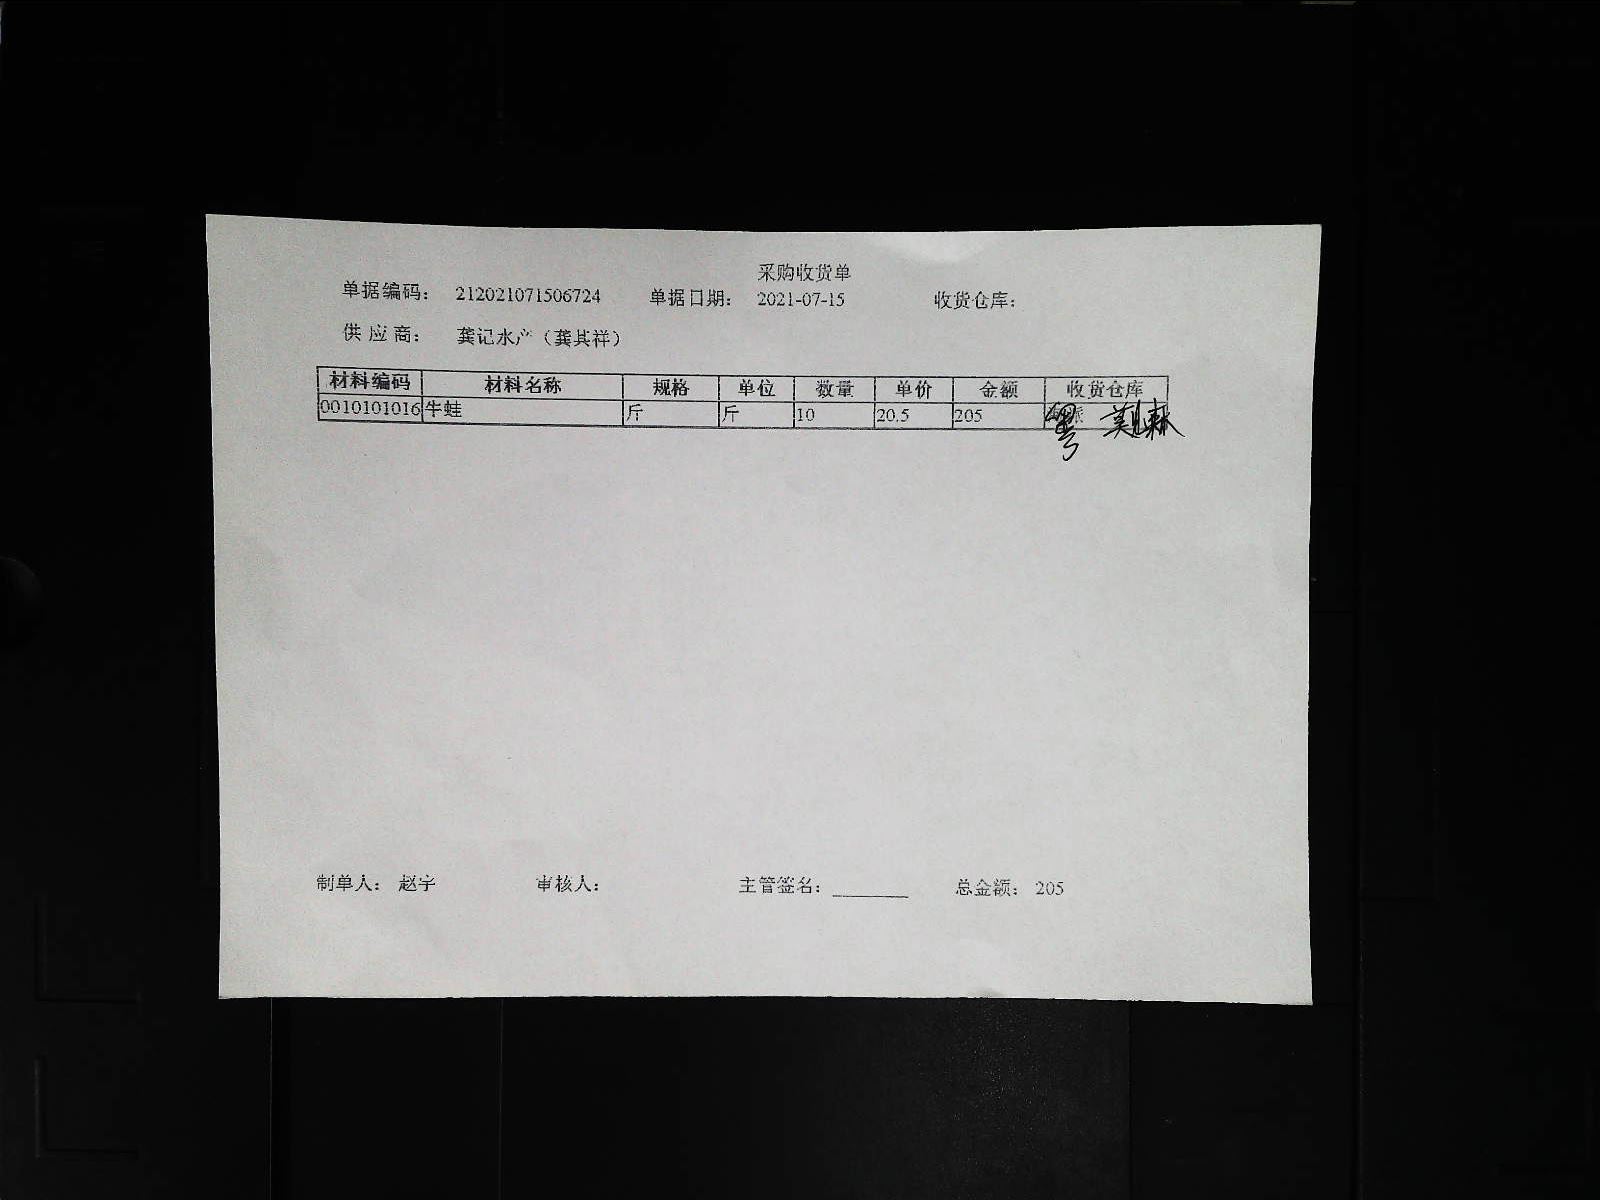 采购收货单
单据编码： 212021071506724 单据日期： 2021-07-15 收货仓库：
供应商： 龚记水产（龚其祥）
材料编码 材料名称 规格 单位 数量 单价 金额 收货仓库
0010101016 牛蛙 斤 斤 10 20.5 205 粤
制单人： 赵宇 审核人： 主管签名： 总金额： 205